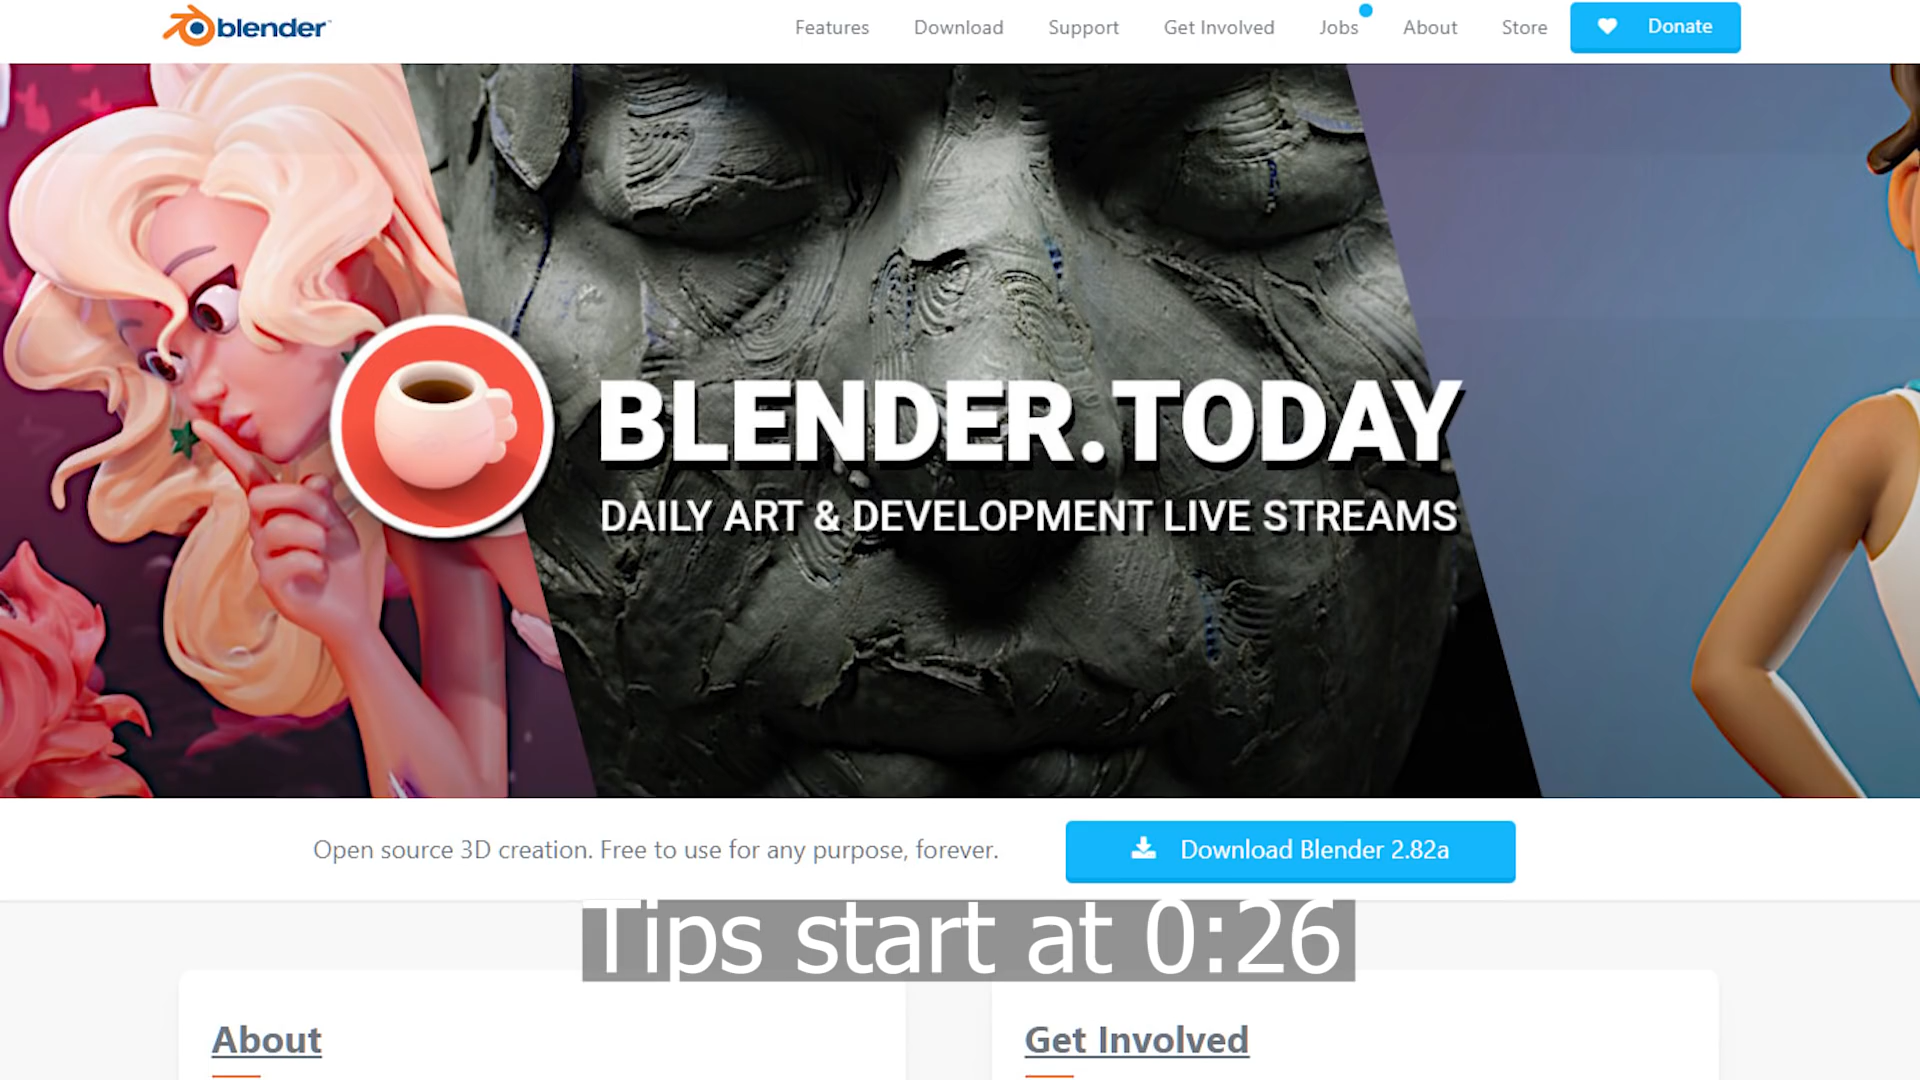 blender
Features Download Support Get Involved Jobs About Store Donate
BLENDER.TODAY
DAILY ART & DEVELOPMENT LIVE STREAMS
Open source 3D creation. Free to use for any purpose, forever.
Download Blender 2.82a
Tips start at 0:26
About
Get Involved